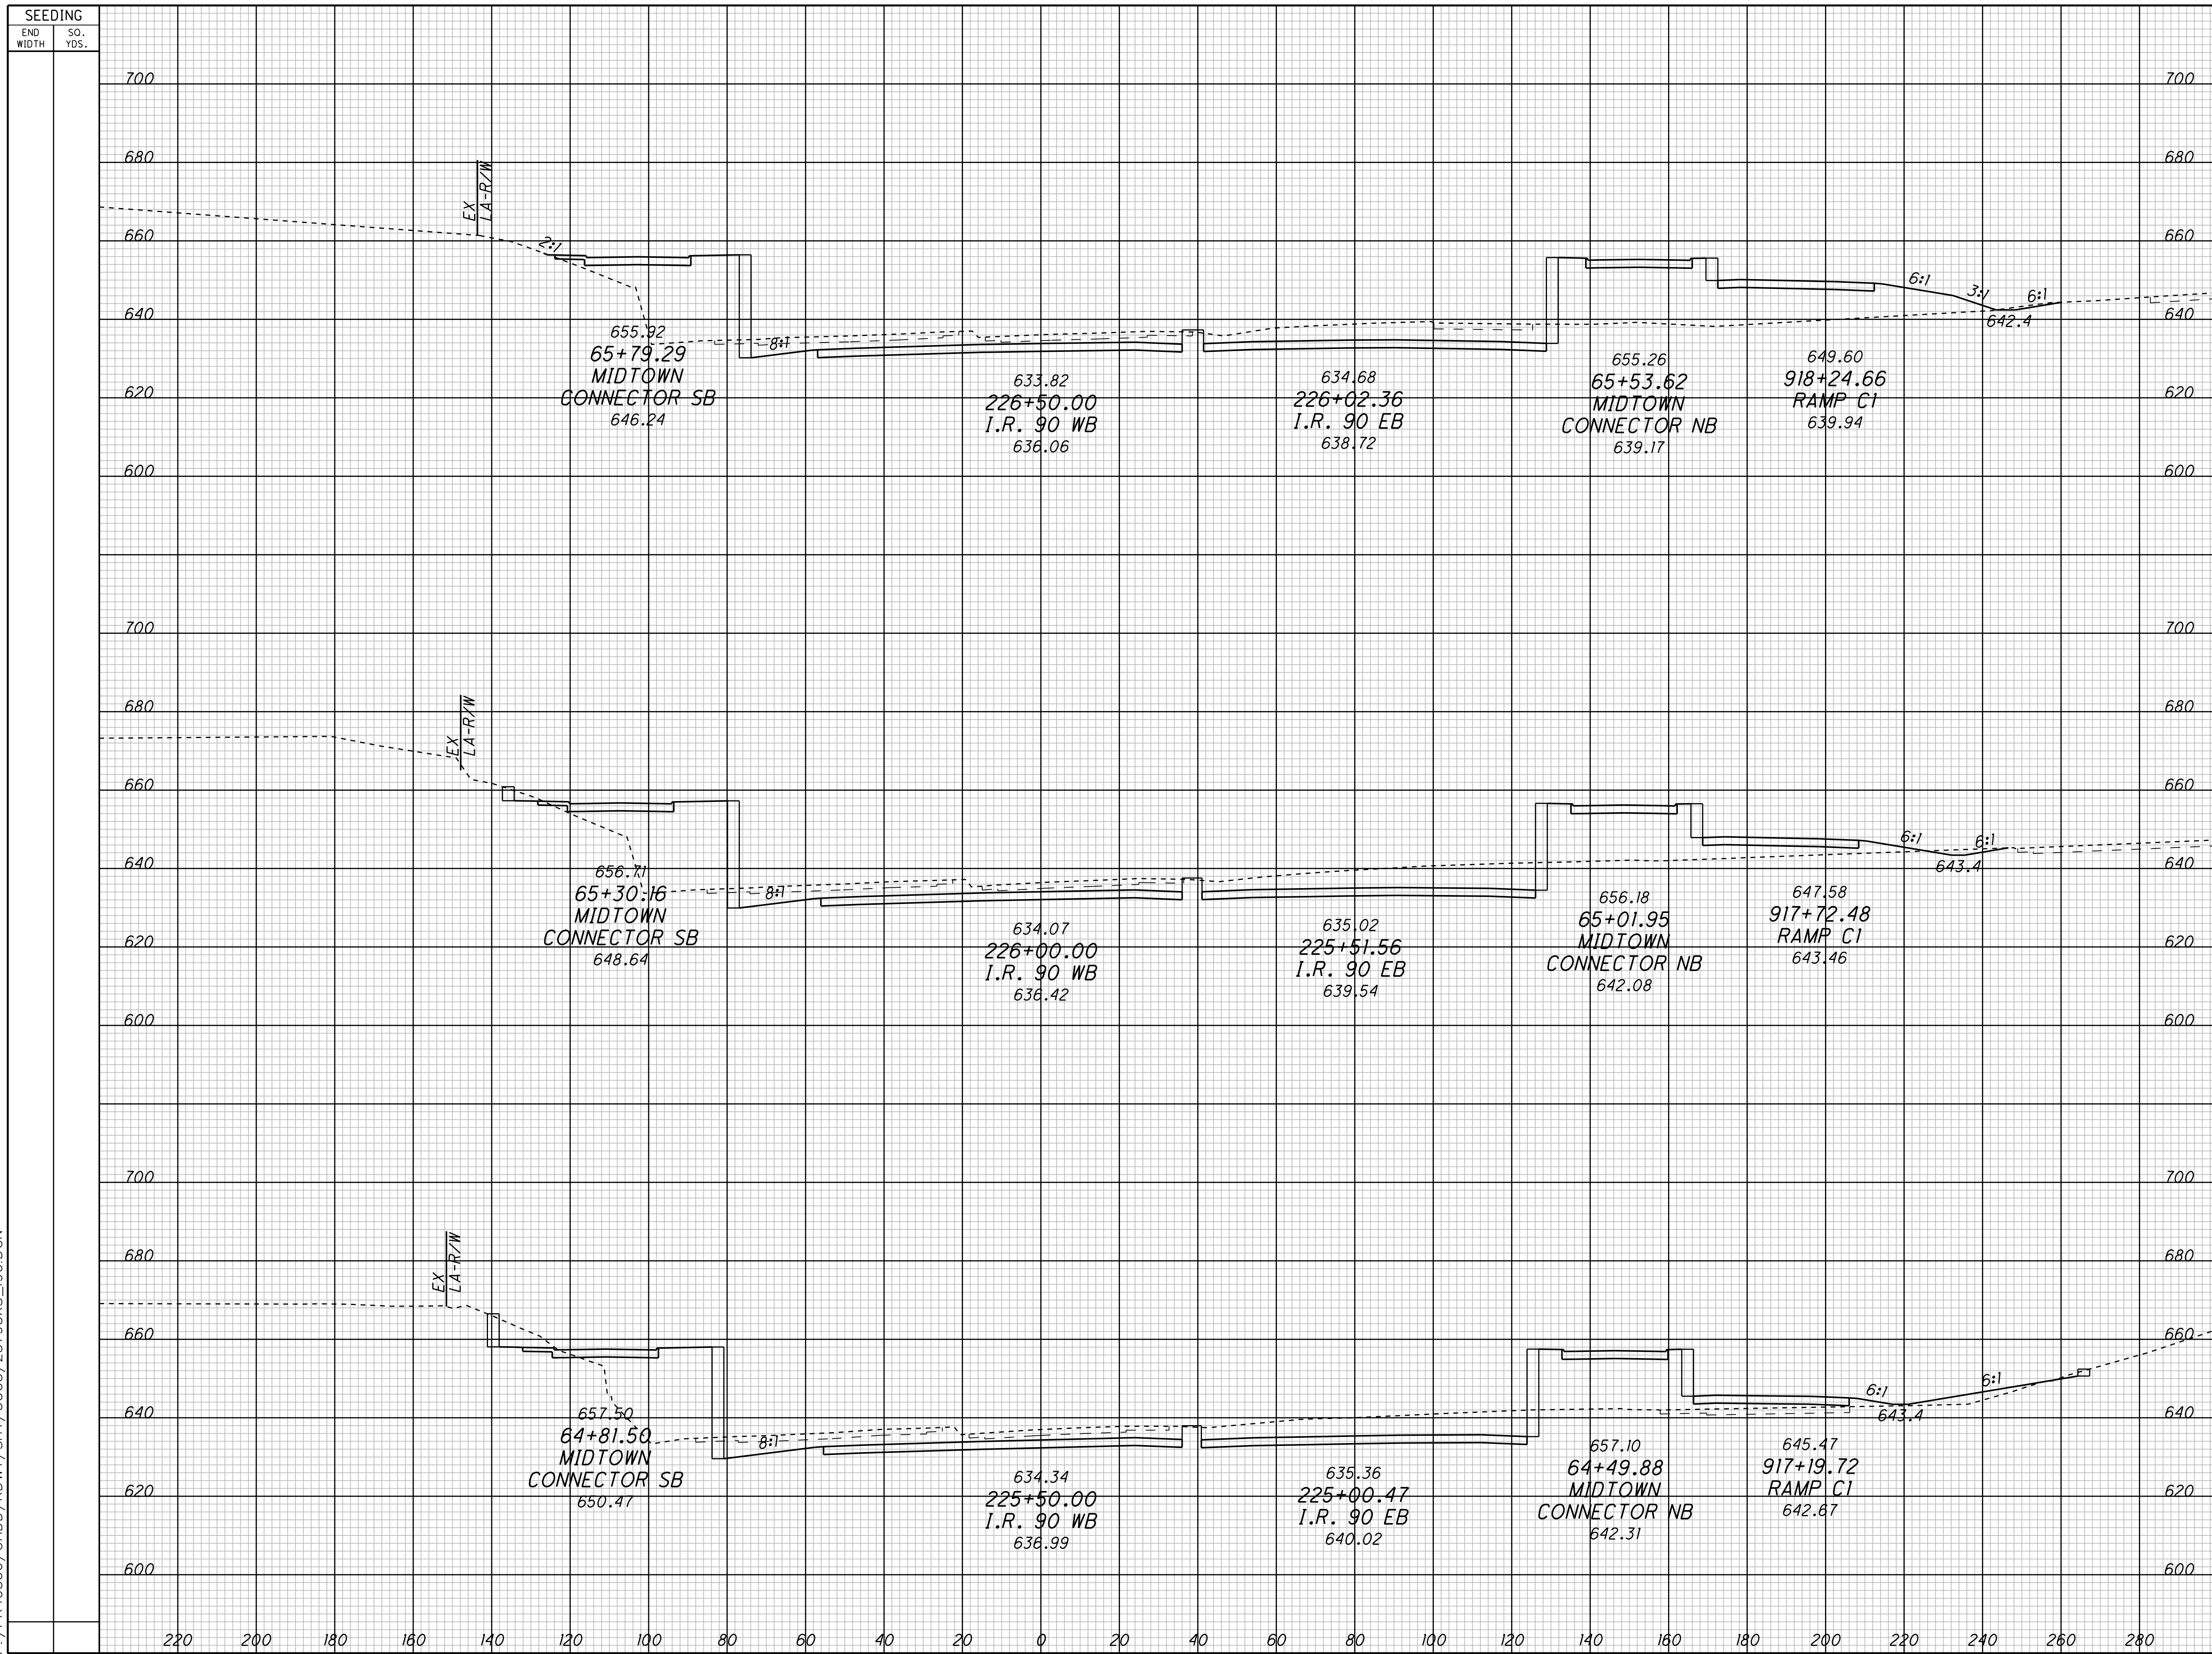 SEEDING
END WIDTH
SQ. YDS.
700 700
680 680
EX
LA-R/W
660 660
2:1
6:1
3:1
6:1
640 640
642.4
8:1
655.92
65+79.29
MIDTOWN
CONNECTOR SB
646.24
633.82
226+50.00
I.R. 90 WB
636.06
634.68
226+02.36
I.R. 90 EB
638.72
655.26
65+53.62
MIDTOWN
CONNECTOR NB
639.17
649.60
918+24.66
RAMP C1
639.94
620 620
600 600
700 700
680 680
EX
LA-R/W
660 660
6:1
6:1
640 640
643.4
8:1
656.71
65+30.16
MIDTOWN
CONNECTOR SB
648.64
634.07
226+00.00
I.R. 90 WB
636.42
635.02
225+51.56
I.R. 90 EB
639.54
656.18
65+01.95
MIDTOWN
CONNECTOR NB
642.08
647.58
917+72.48
RAMP C1
643.46
620 620
600 600
700 700
680 680
EX
LA-R/W
660 660
6:1
6:1
640 640
643.4
8:1
657.50
64+81.50
MIDTOWN
CONNECTOR SB
650.47
634.34
225+50.00
I.R. 90 WB
636.99
635.36
225+00.47
I.R. 90 EB
640.02
657.10
64+49.88
MIDTOWN
CONNECTOR NB
642.31
645.47
917+19.72
RAMP C1
642.67
620 620
600 600
220 200 180 160 140 120 100 80 60 40 20 0 20 40 60 80 100 120 140 160 180 200 220 240 260 280